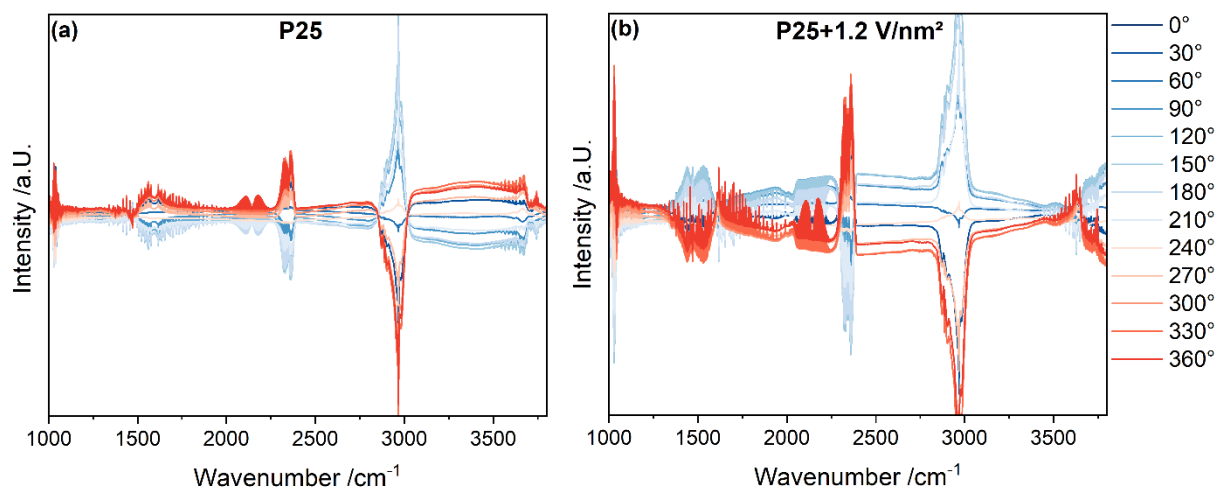 (a) P25
Intensity /a.U.
1000 1500 2000 2500 3000 3500
Wavenumber /cm⁻¹
(b) P25+1.2 V/nm²
Intensity /a.U.
1000 1500 2000 2500 3000 3500
Wavenumber /cm⁻¹
0°
30°
60°
90°
120°
150°
180°
210°
240°
270°
300°
330°
360°